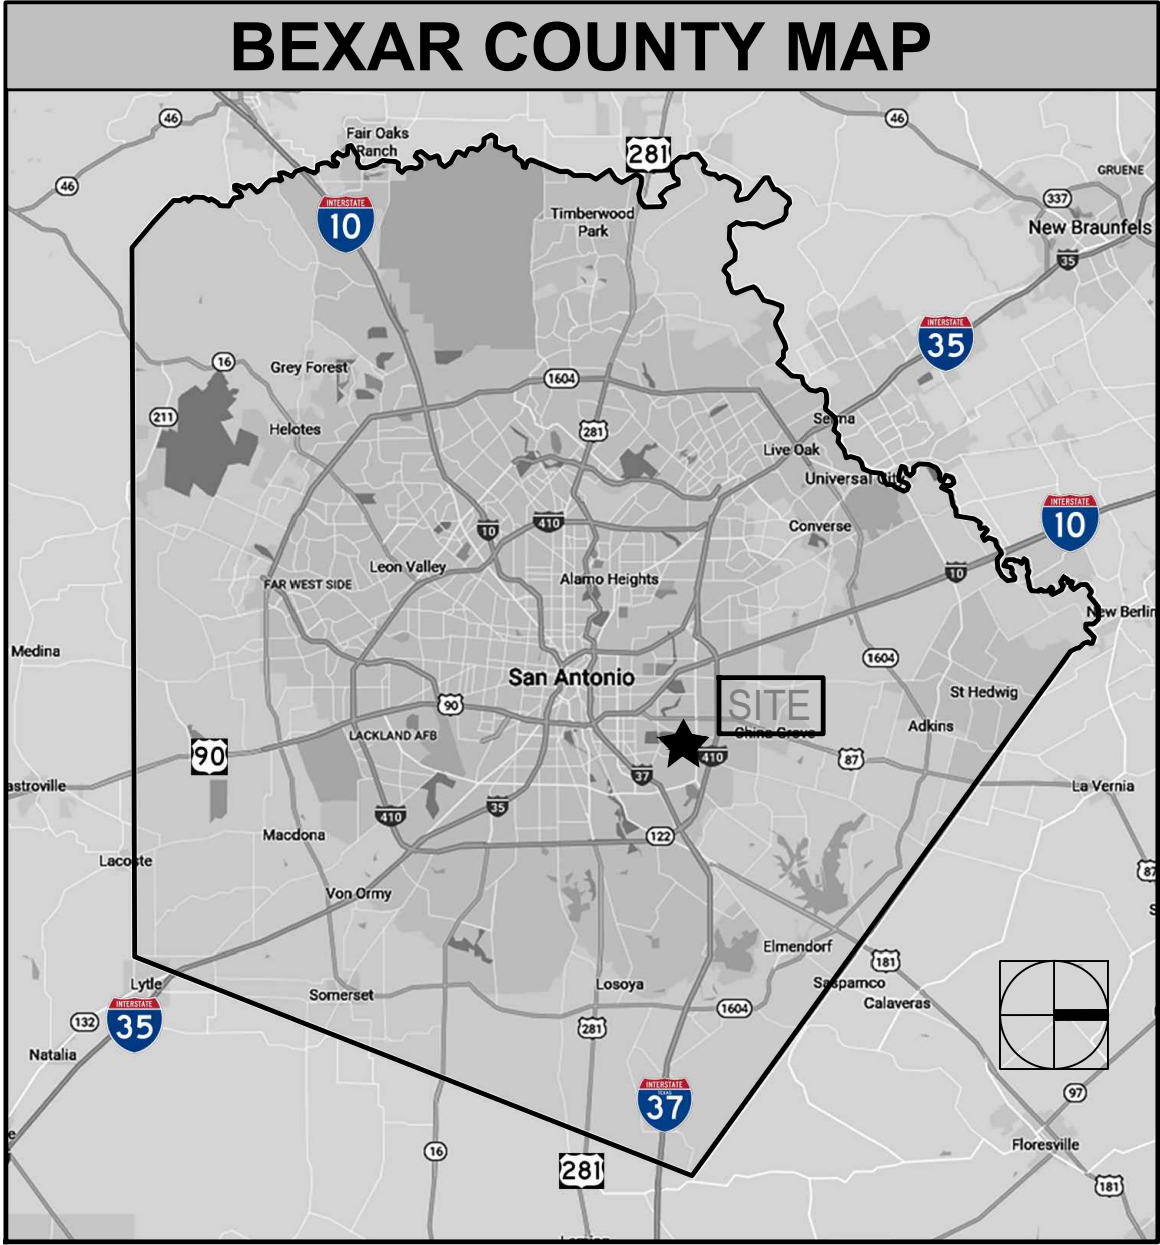 BEXAR COUNTY MAP
46
46
Fair Oaks
Ranch
281
46
GRUENE
337
New Braunfels
35
INTERSTATE
10
Timberwood
Park
INTERSTATE
35
16
Grey Forest
1604
211
Helotes
281
Selma
Live Oak
Universal City
INTERSTATE
10
10
410
Converse
Leon Valley
Alamo Heights
10
FAR WEST SIDE
New Berlin
Medina
1604
San Antonio
SITE
St Hedwig
90
LACKLAND AFB
Adkins
China Grove
90
410
87
37
astroville
La Vernia
35
410
Macdona
122
Lacoste
87
Von Ormy
Elmendorf
181
Lytle
Losoya
Saspamco
Somerset
Calaveras
1604
INTERSTATE
35
132
281
Natalia
INTERSTATE
TEXAS
37
97
e
Floresville
16
281
181